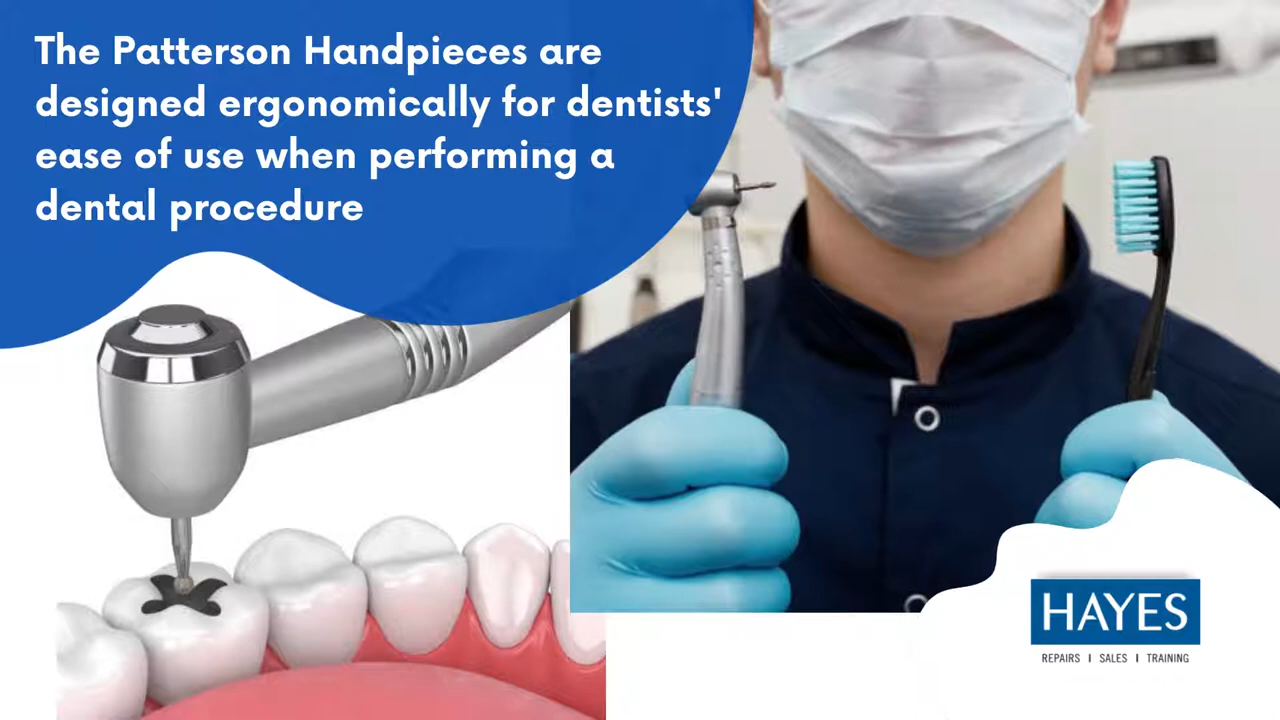 The Patterson Handpieces are
designed ergonomically for dentists'
ease of use when performing a
dental procedure
HAYES
REPAIRS I SALES I TRAINING